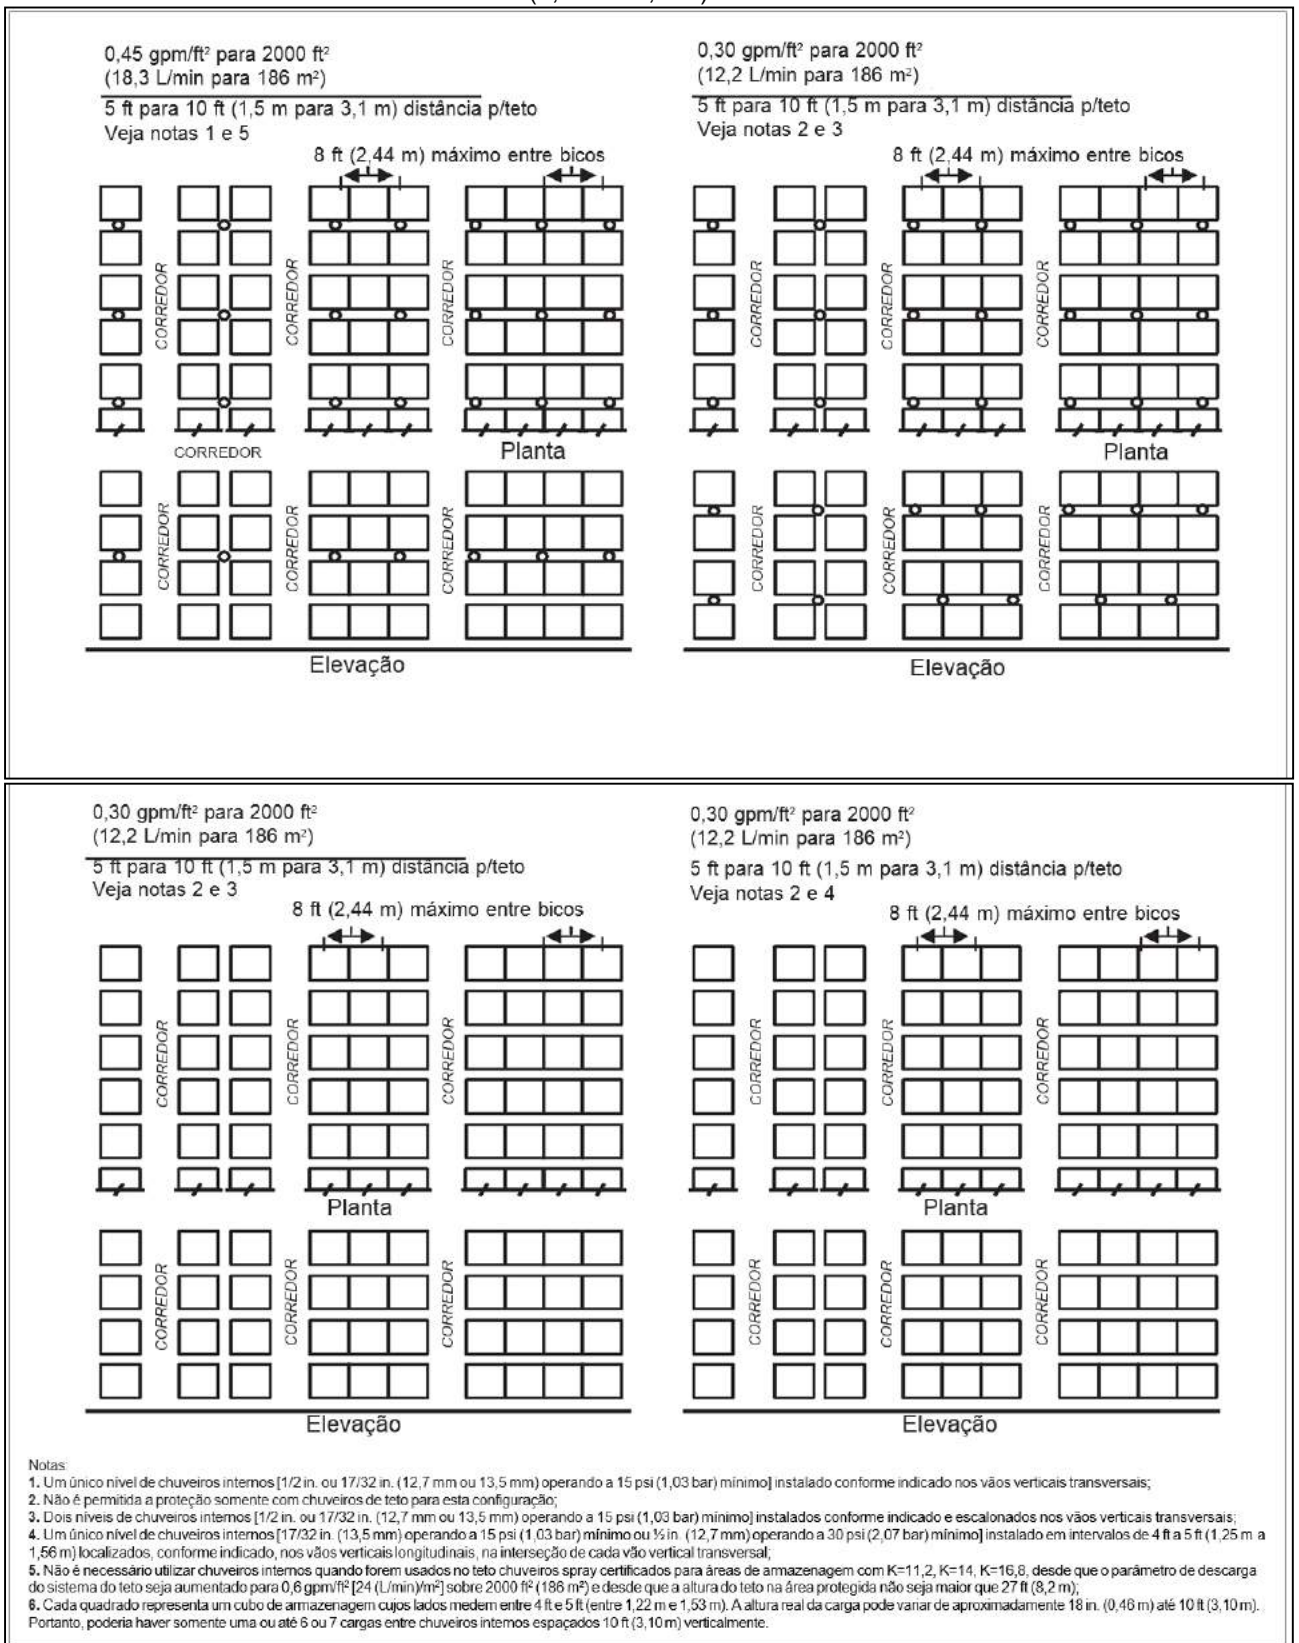 0,45 gpm/ft² para 2000 ft²
(18,3 L/min para 186 m²)
5 ft para 10 ft (1,5 m para 3,1 m) distância p/teto
Veja notas 1 e 5
8 ft (2,44 m) máximo entre bicos
CORREDOR
CORREDOR
CORREDOR
CORREDOR
Planta
CORREDOR
CORREDOR
CORREDOR
Elevação
0,30 gpm/ft² para 2000 ft²
(12,2 L/min para 186 m²)
5 ft para 10 ft (1,5 m para 3,1 m) distância p/teto
Veja notas 2 e 3
8 ft (2,44 m) máximo entre bicos
CORREDOR
CORREDOR
CORREDOR
Planta
CORREDOR
CORREDOR
CORREDOR
Elevação
0,30 gpm/ft² para 2000 ft²
(12,2 L/min para 186 m²)
5 ft para 10 ft (1,5 m para 3,1 m) distância p/teto
Veja notas 2 e 3
8 ft (2,44 m) máximo entre bicos
CORREDOR
CORREDOR
CORREDOR
Planta
CORREDOR
CORREDOR
CORREDOR
Elevação
0,30 gpm/ft² para 2000 ft²
(12,2 L/min para 186 m²)
5 ft para 10 ft (1,5 m para 3,1 m) distância p/teto
Veja notas 2 e 4
8 ft (2,44 m) máximo entre bicos
CORREDOR
CORREDOR
CORREDOR
Planta
CORREDOR
CORREDOR
CORREDOR
Elevação
Notas:
1. Um único nível de chuveiros internos [1/2 in. ou 17/32 in. (12,7 mm ou 13,5 mm) operando a 15 psi (1,03 bar) mínimo] instalado conforme indicado nos vãos verticais transversais;
2. Não é permitida a proteção somente com chuveiros de teto para esta configuração;
3. Dois níveis de chuveiros internos [1/2 in. ou 17/32 in. (12,7 mm ou 13,5 mm) operando a 15 psi (1,03 bar) mínimo] instalados conforme indicado e escalonados nos vãos verticais transversais;
4. Um único nível de chuveiros internos [17/32 in. (13,5 mm) operando a 15 psi (1,03 bar) mínimo ou ½ in. (12,7 mm) operando a 30 psi (2,07 bar) mínimo] instalado em intervalos de 4 ft a 5 ft (1,25 m a
1,56 m) localizados, conforme indicado, nos vãos verticais longitudinais, na interseção de cada vão vertical transversal;
5. Não é necessário utilizar chuveiros internos quando forem usados no teto chuveiros spray certificados para áreas de armazenagem com K=11,2, K=14, K=16,8, desde que o parâmetro de descarga
do sistema do teto seja aumentado para 0,6 gpm/ft² [24 (L/min)/m²] sobre 2000 ft² (186 m²) e desde que a altura do teto na área protegida não seja maior que 27 ft (8,2 m);
6. Cada quadrado representa um cubo de armazenagem cujos lados medem entre 4 ft e 5 ft (entre 1,22 m e 1,53 m). A altura real da carga pode variar de aproximadamente 18 in. (0,46 m) até 10 ft (3,10 m).
Portanto, poderia haver somente uma ou até 6 ou 7 cargas entre chuveiros internos espaçados 10 ft (3,10 m) verticalmente.